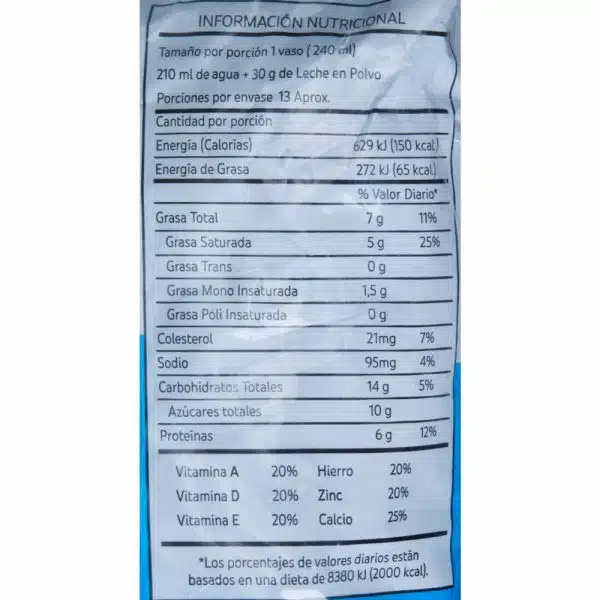 INFORMACIÓN NUTRICIONAL
Tamaño por porción 1 vaso ( 240 ml)
210 ml de agua + 30 g de Leche en Polvo
Porciones por envase 13 Aprox.
Cantidad por porción
Energía (Calorías) 629 kJ (150 kcal)
Energía de Grasa 272 kJ (65 kcal)
% Valor Diario*
Grasa Total 7 g 11%
Grasa Saturada 5 g 25%
Grasa Trans 0 g
Grasa Mono Insaturada 1,5 g
Grasa Poli Insaturada 0 g
Colesterol 21mg 7%
Sodio 95mg 4%
Carbohidratos Totales 14 g 5%
Azúcares totales 10 g
Proteínas 6 g 12%
Vitamina A 20% Hierro 20%
Vitamina D 20% Zinc 20%
Vitamina E 20% Calcio 25%
*Los porcentajes de valores diarios están
basados en una dieta de 8380 kJ (2000 kcal).